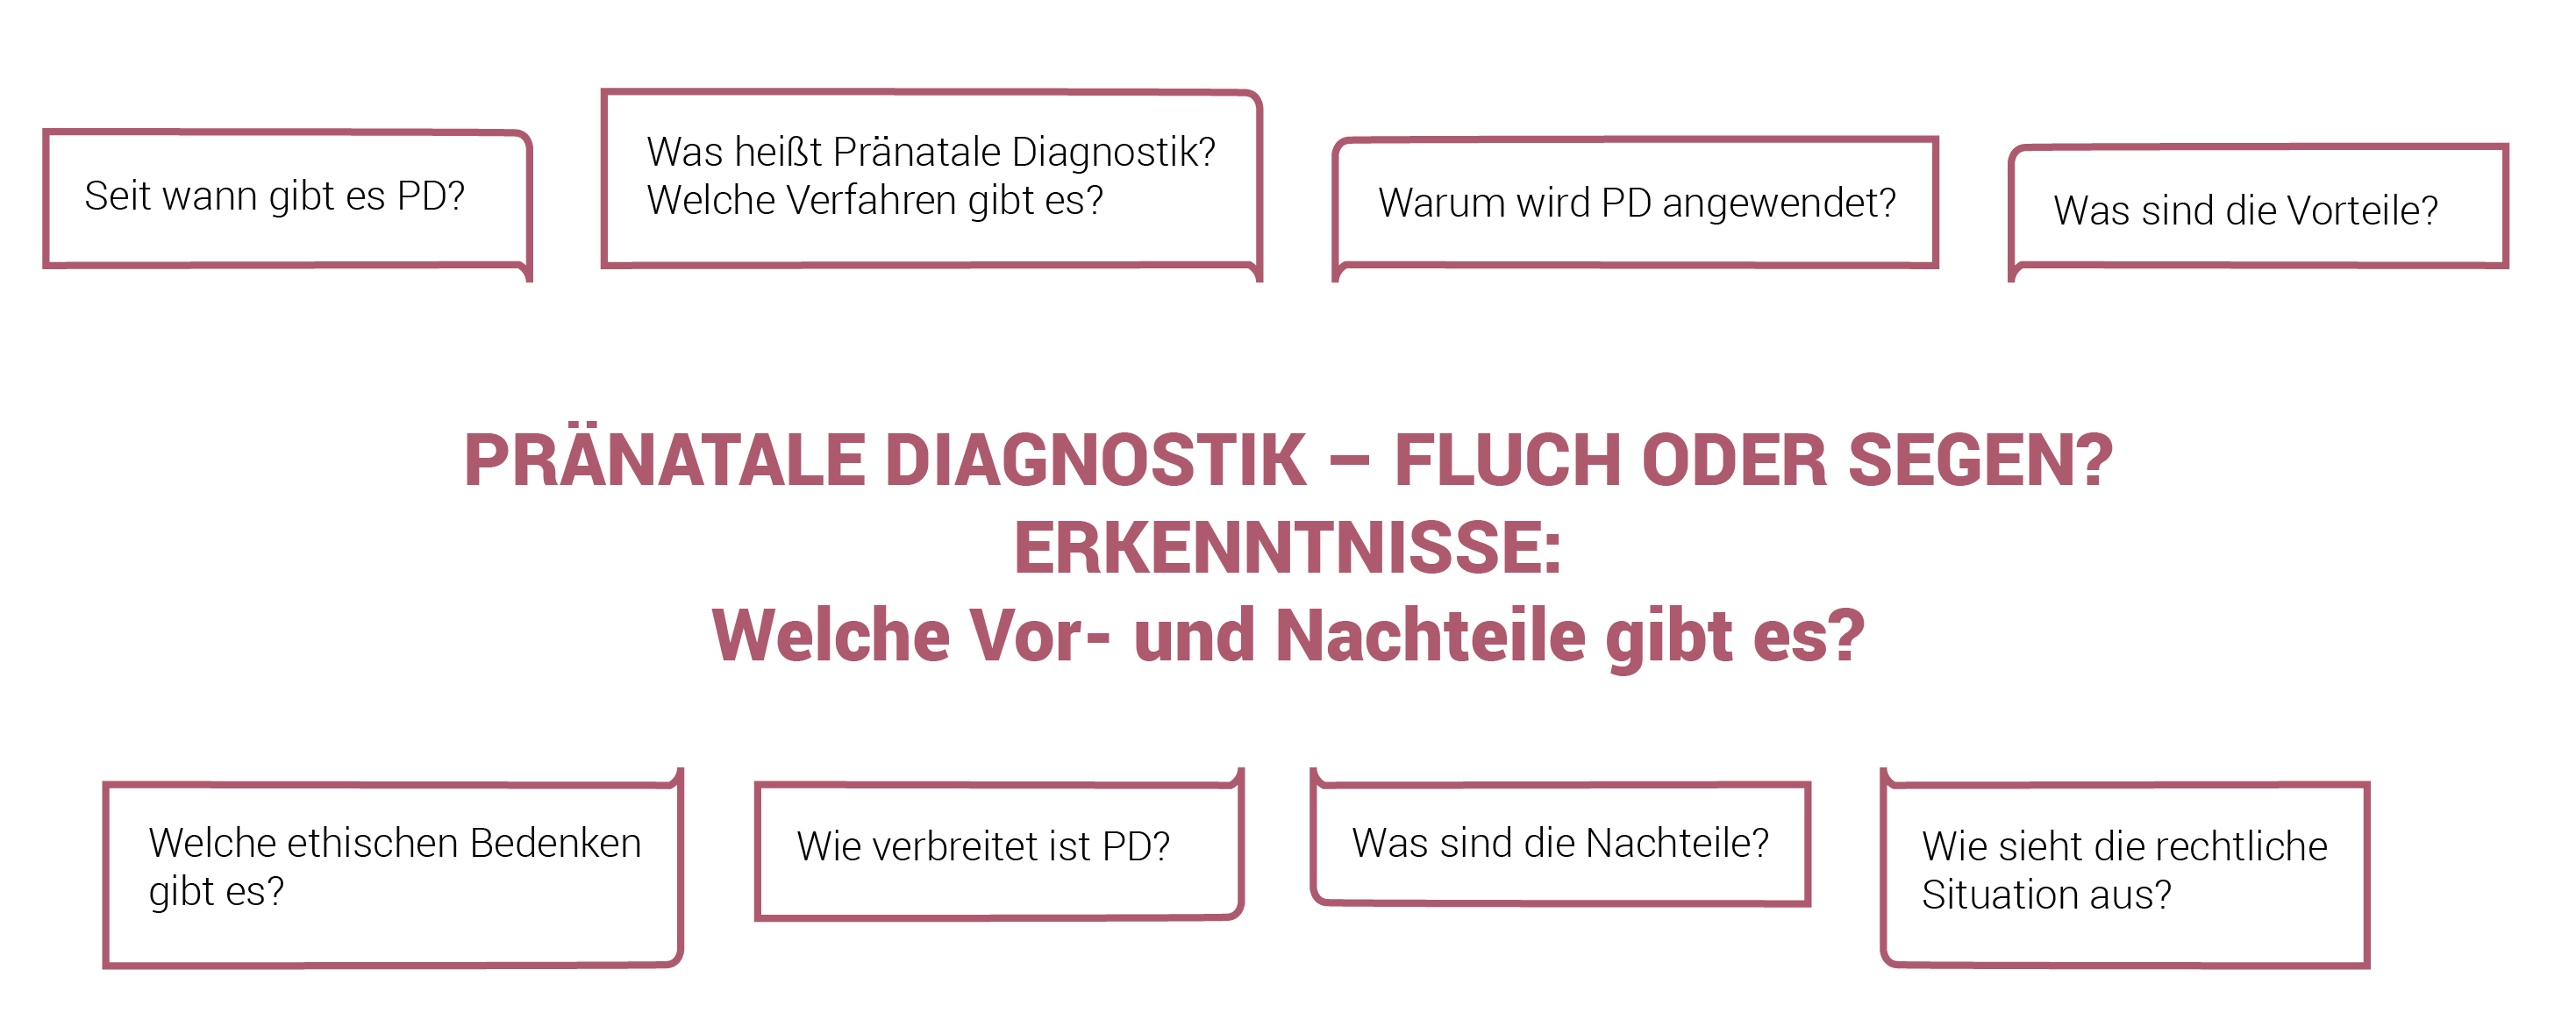 Seit wann gibt es PD?
Was heißt Pränatale Diagnostik?
Welche Verfahren gibt es?
Warum wird PD angewendet?
Was sind die Vorteile?
PRÄNATALE DIAGNOSTIK – FLUCH ODER SEGEN?
ERKENNTNISSE:
Welche Vor- und Nachteile gibt es?
Welche ethischen Bedenken
gibt es?
Wie verbreitet ist PD?
Was sind die Nachteile?
Wie sieht die rechtliche
Situation aus?